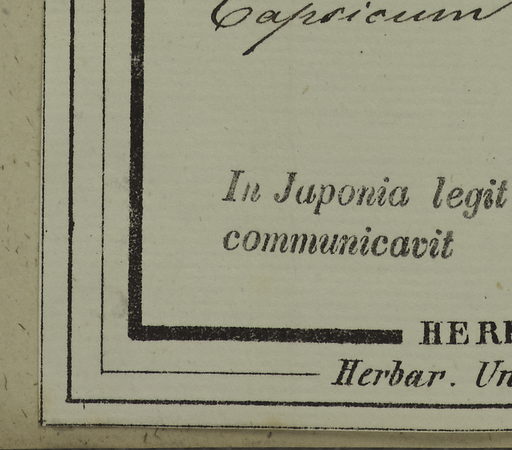 Capsicum
In Japonia legit
communicavit
HER
Herbar. Un